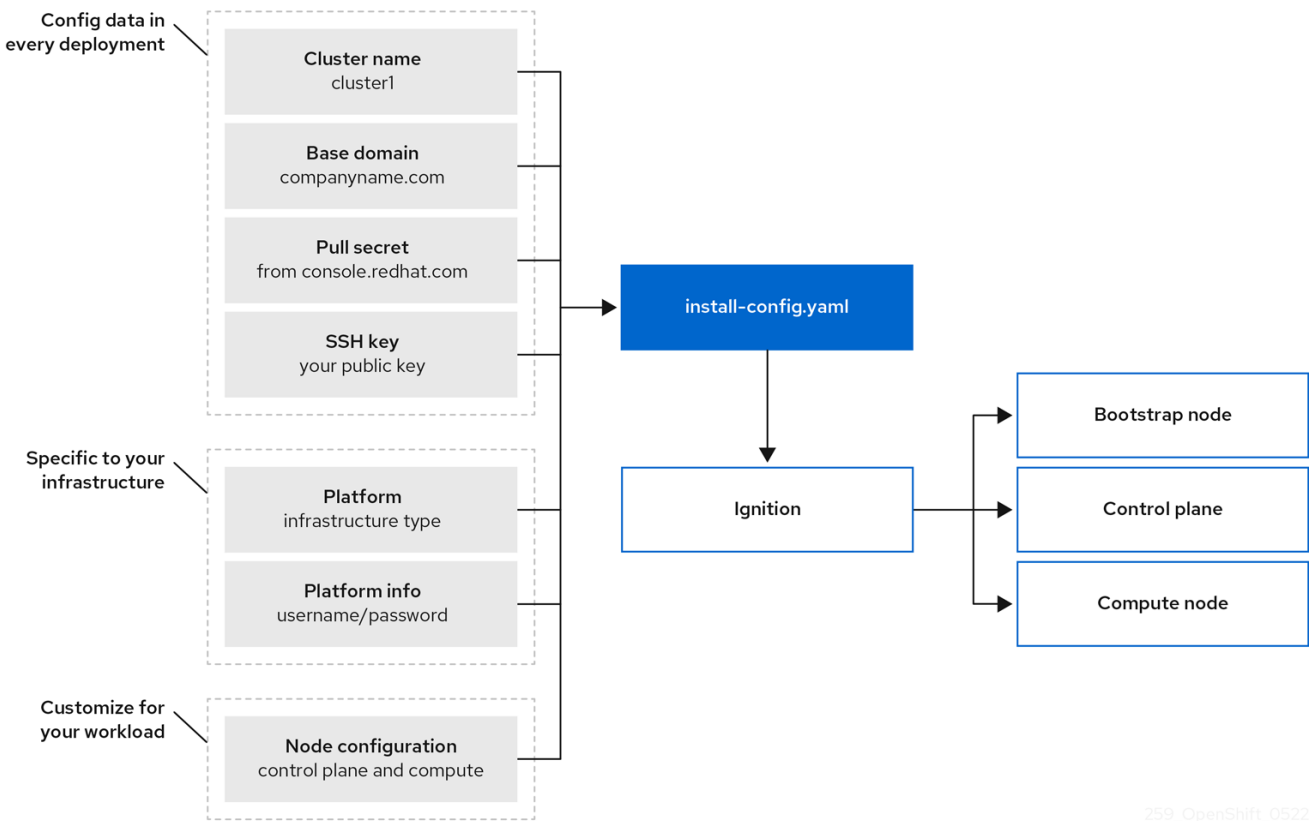 Config data in
every deployment
Cluster name
cluster1
Base domain
companyname.com
Pull secret
from console.redhat.com
SSH key
your public key
install-config.yaml
Specific to your
infrastructure
Platform
infrastructure type
Platform info
username/password
Ignition
Bootstrap node
Control plane
Compute node
Customize for
your workload
Node configuration
control plane and compute
259_OpenShift_0522